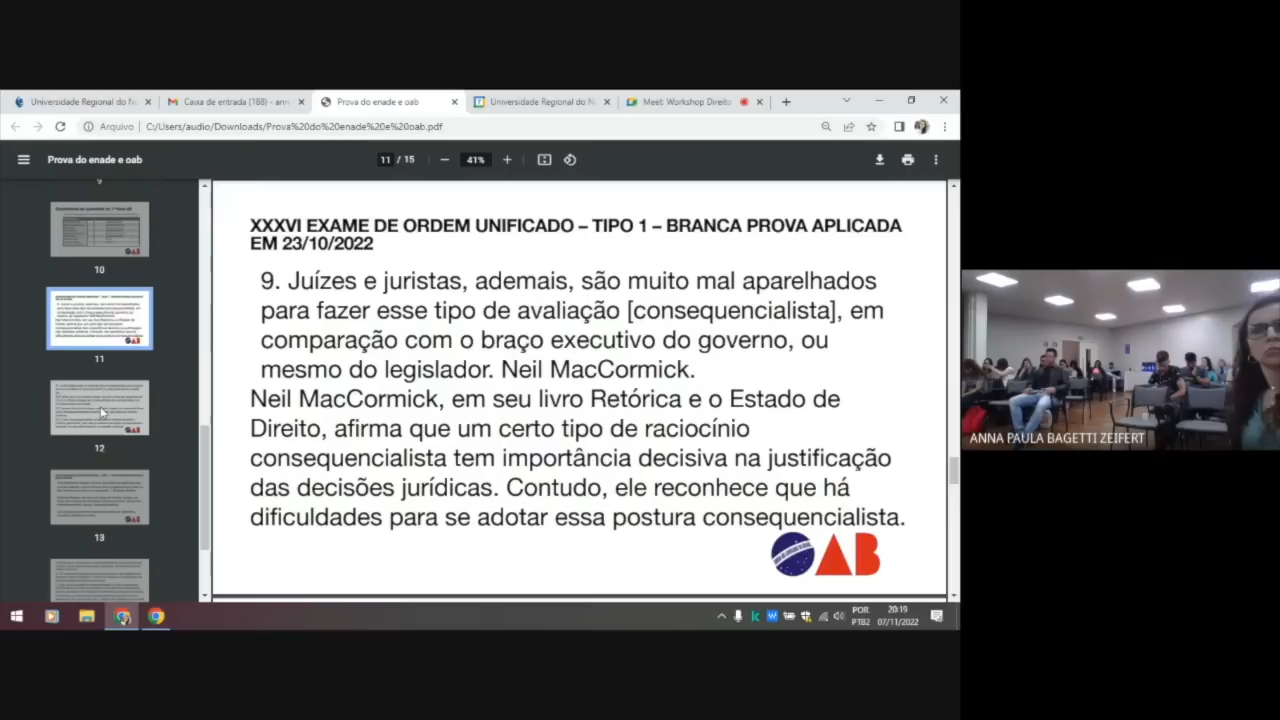 Universidade Regional do No
Caixa de entrada (188) - ann
Prova do enade e oab
Universidade Regional do N
Meet: Workshop Direito
Arquivo
C:/Users/audio/Downloads/Prova%20do%20enade%20e%20oab.pdf
Prova do enade e oab
11 / 15
41%
9
10
11
12
13
XXXVI EXAME DE ORDEM UNIFICADO – TIPO 1 – BRANCA PROVA APLICADA
EM 23/10/2022
9. Juízes e juristas, ademais, são muito mal aparelhados
para fazer esse tipo de avaliação [consequencialista], em
comparação com o braço executivo do governo, ou
mesmo do legislador. Neil MacCormick.
Neil MacCormick, em seu livro Retórica e o Estado de
Direito, afirma que um certo tipo de raciocínio
consequencialista tem importância decisiva na justificação
das decisões jurídicas. Contudo, ele reconhece que há
dificuldades para se adotar essa postura consequencialista.
OAB
ANNA PAULA BAGETTI ZEIFERT
POR
PTB2
20:19
07/11/2022